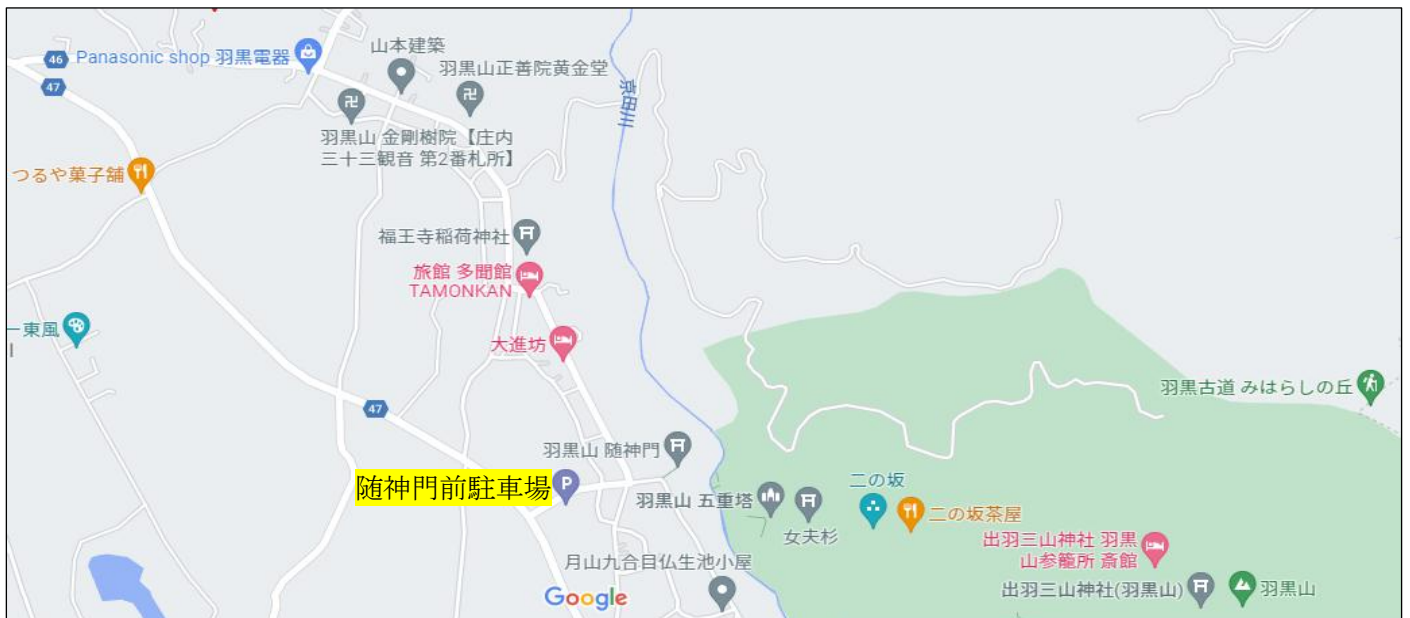 46
Panasonic shop 羽黒電器
47
山本建築
羽黒山正善院黄金堂
京田川
羽黒山 金剛樹院【庄内
三十三観音 第2番札所】
つるや菓子舗
福王寺稲荷神社
旅館 多聞館
TAMONKAN
ー東風
大進坊
羽黒古道 みはらしの丘
47
羽黒山 随神門
随神門前駐車場
P
羽黒山 五重塔
女夫杉
二の坂
二の坂茶屋
出羽三山神社 羽黒
山参籠所 斎館
月山九合目仏生池小屋
出羽三山神社(羽黒山)
羽黒山
Google